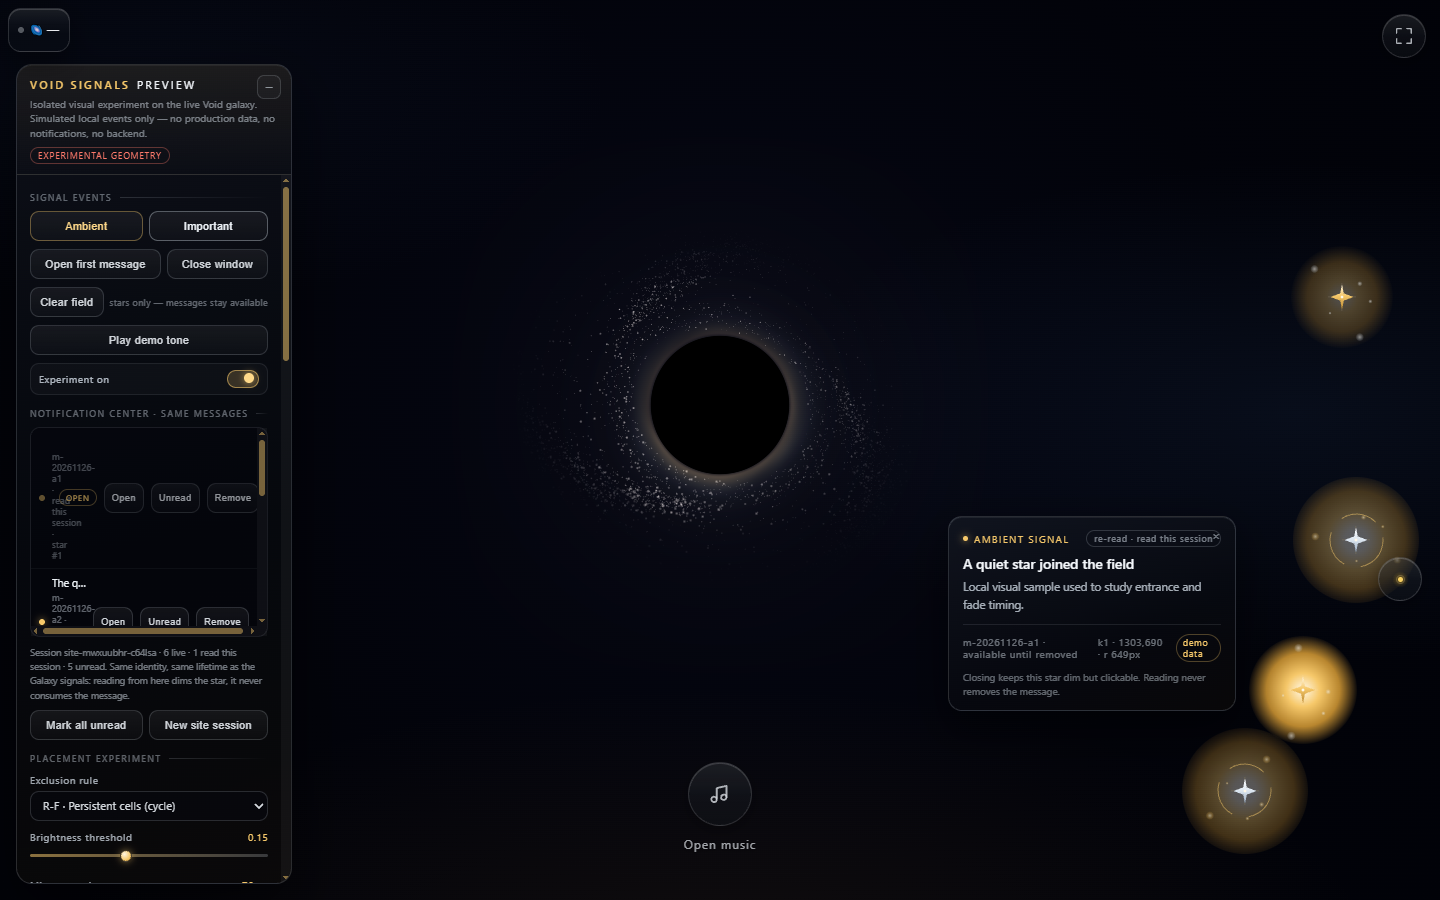 VOID SIGNALS PREVIEW
Isolated visual experiment on the live Void galaxy.
Simulated local events only — no production data, no
notifications, no backend.
EXPERIMENTAL GEOMETRY
SIGNAL EVENTS
Ambient
Important
Open first message
Close window
Clear field
stars only — messages stay available
Play demo tone
Experiment on
NOTIFICATION CENTER · SAME MESSAGES
m-
20261126-
a1
·
read
this
session
·
star
#1
OPEN
Open
Unread
Remove
The q...
m-
20261126-
a2 ·
Open
Unread
Remove
Session site-mwxuubhr-c64lsa · 6 live · 1 read this
session · 5 unread. Same identity, same lifetime as the
Galaxy signals: reading from here dims the star, it never
consumes the message.
Mark all unread
New site session
PLACEMENT EXPERIMENT
Exclusion rule
R-F · Persistent cells (cycle)
Brightness threshold
0.15
AMBIENT SIGNAL
re-read · read this session
A quiet star joined the field
Local visual sample used to study entrance and
fade timing.
m-20261126-a1 ·
available until removed
k1 · 1303,690
· r 649px
demo
data
Closing keeps this star dim but clickable. Reading never
removes the message.
Open music